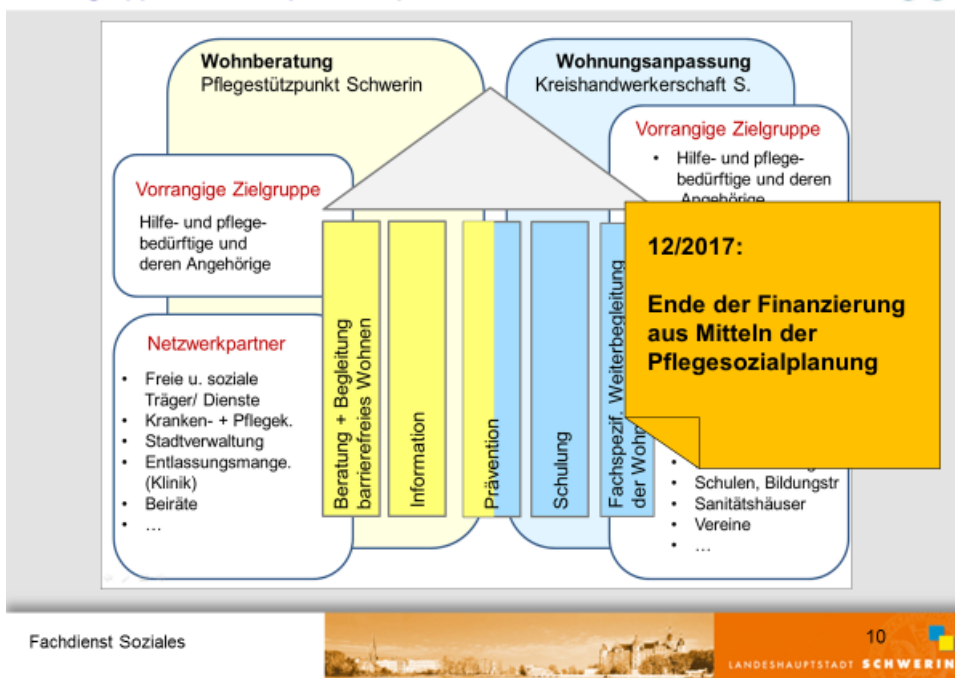 Wohnberatung
Pflegestützpunkt Schwerin
Wohnungsanpassung
Kreishandwerkerschaft S.
Vorrangige Zielgruppe
Hilfe- und pflege-
bedürftige und
deren Angehörige
Netzwerkpartner
• Freie u. soziale
Träger/ Dienste
• Kranken- + Pflegek.
• Stadtverwaltung
• Entlassungsmange.
(Klinik)
• Beiräte
• …
Beratung + Begleitung
barrierefreies Wohnen
Information
Prävention
Schulung
Fachspezif. Weiterbegleitung
der
Vorrangige Zielgruppe
• Hilfe- und pflege-
bedürftige und deren
Angehörige
12/2017:
Ende der Finanzierung
aus Mitteln der
Pflegesozialplanung
• Schulen, Bildungstr
• Sanitätshäuser
• Vereine
• …
Fachdienst Soziales
10
LANDESHAUPTSTADT SCHWERIN